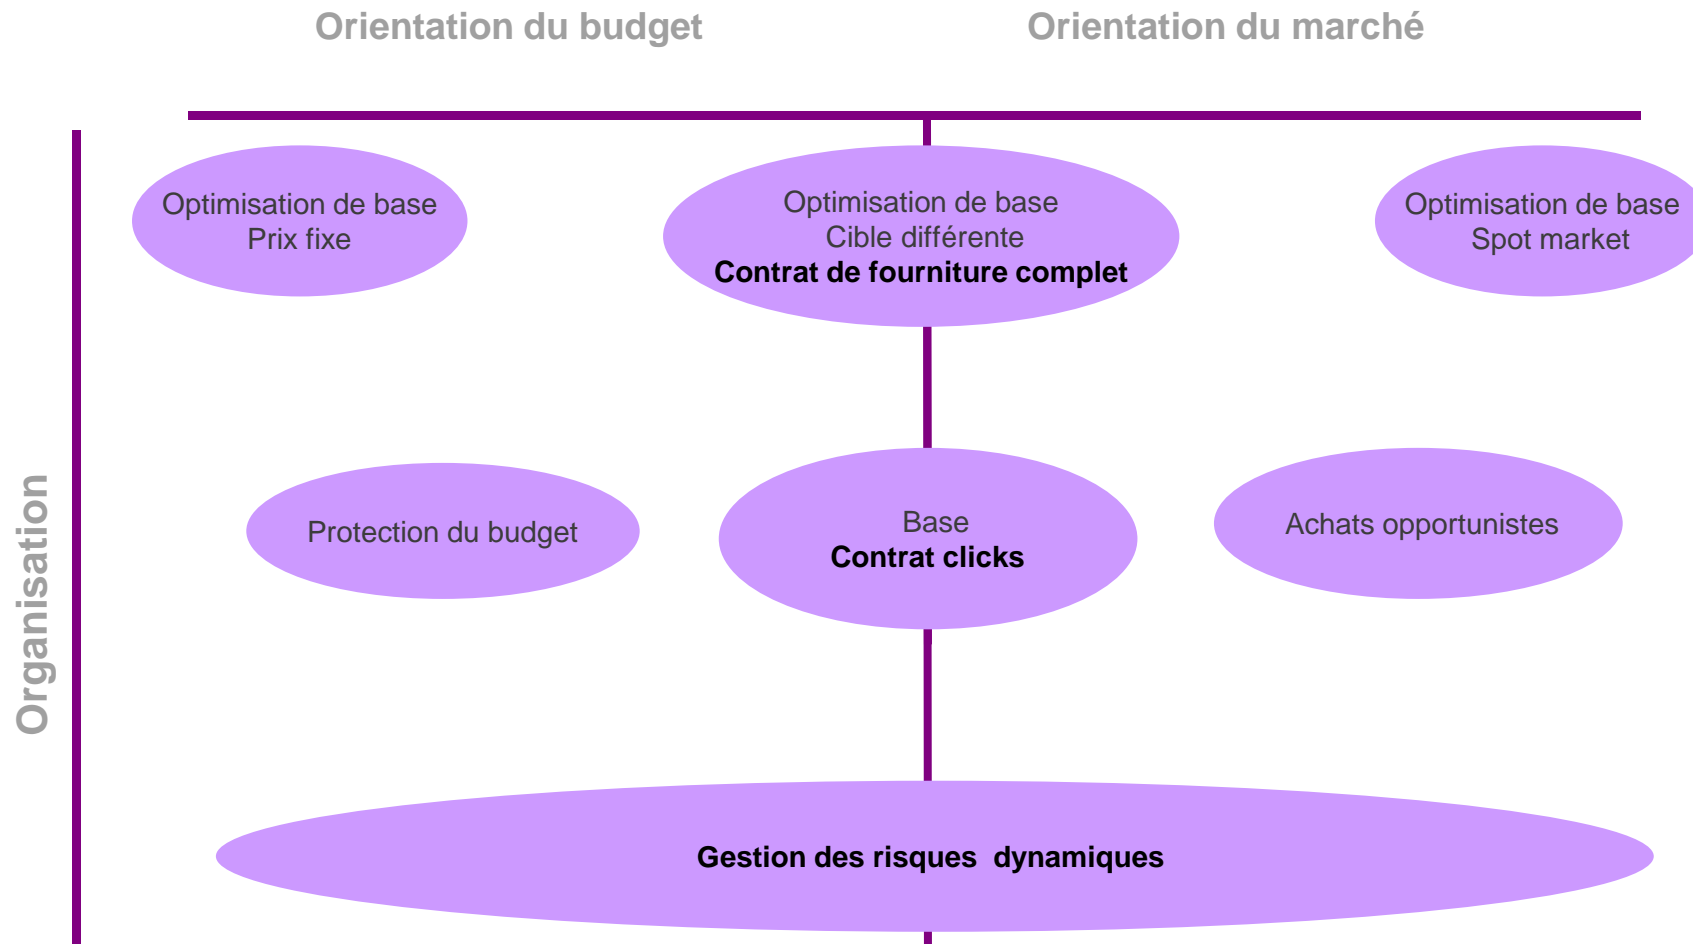 Orientation du budget
Orientation du marché
Optimisation de base
Prix fixe
Optimisation de base
Cible différente
Contrat de fourniture complet
Optimisation de base
Spot market
Organisation
Protection du budget
Base
Contrat clicks
Achats opportunistes
Gestion des risques  dynamiques